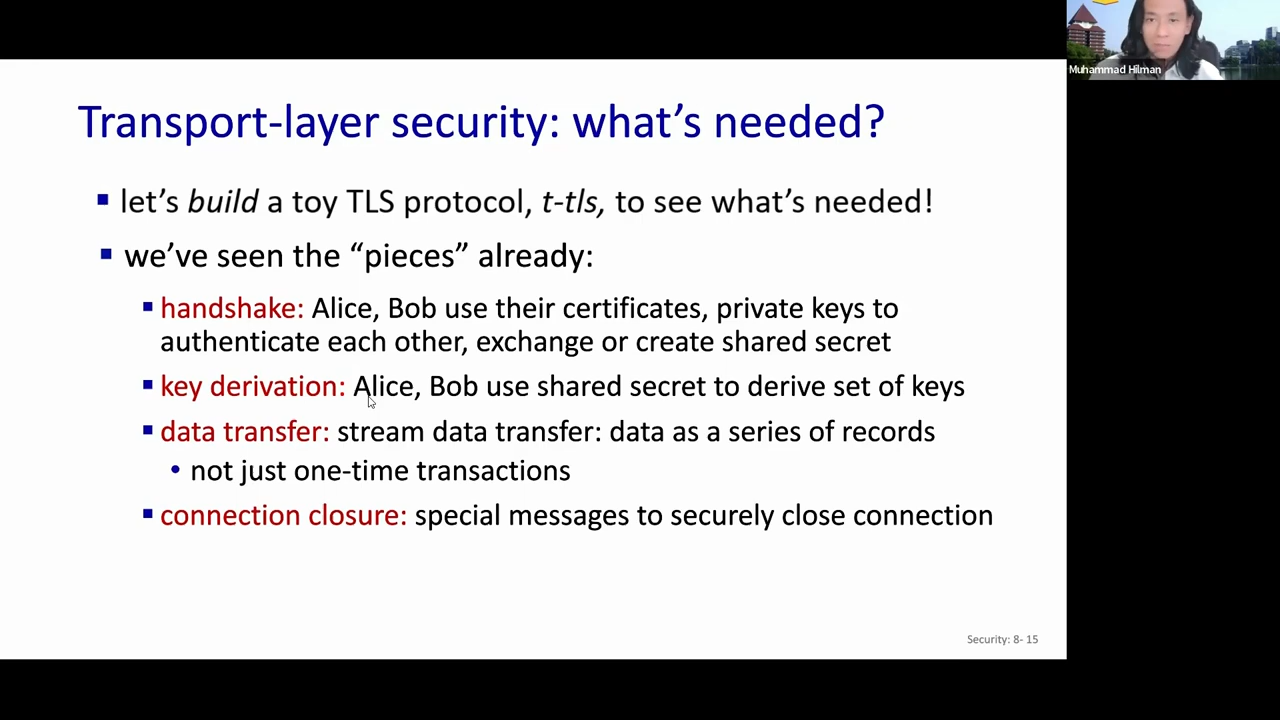 Muhammad Hilman
Transport-layer security: what's needed?
let's build a toy TLS protocol, t-tls, to see what's needed!
we've seen the “pieces” already:
handshake: Alice, Bob use their certificates, private keys to
authenticate each other, exchange or create shared secret
key derivation: Alice, Bob use shared secret to derive set of keys
data transfer: stream data transfer: data as a series of records
not just one-time transactions
connection closure: special messages to securely close connection
Security: 8- 15